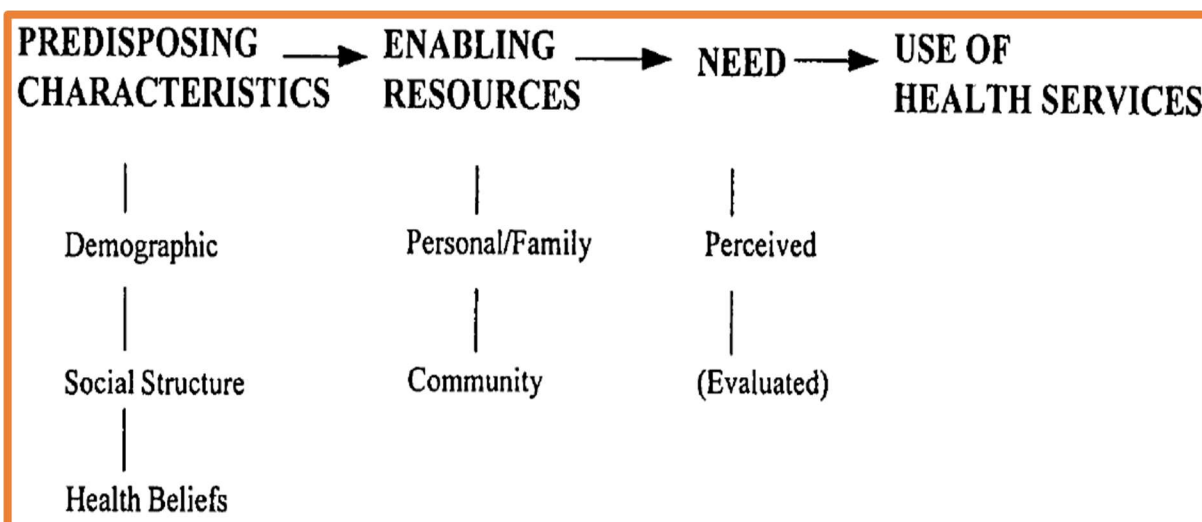 PREDISPOSING CHARACTERISTICS
ENABLING RESOURCES
NEED
USE OF HEALTH SERVICES
Demographic
Personal/Family
Perceived
Social Structure
Community
(Evaluated)
Health Beliefs